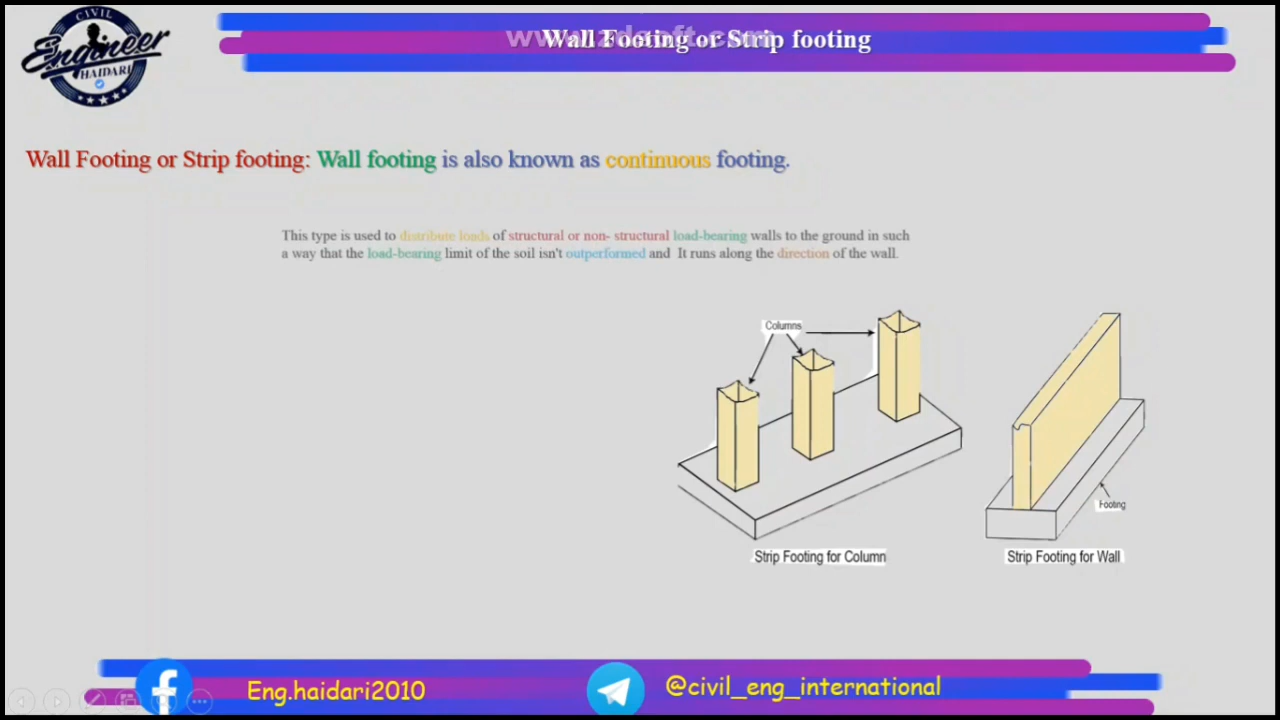 CIVIL
Engineer
HAIDARI
Wall Footing or Strip footing
Wall Footing or Strip footing: Wall footing is also known as continuous footing.
This type is used to distribute loads of structural or non- structural load-bearing walls to the ground in such
a way that the load-bearing limit of the soil isn't outperformed and It runs along the direction of the wall.
Columns
Footing
Strip Footing for Column
Strip Footing for Wall
Eng.haidari2010
@civil_eng_international